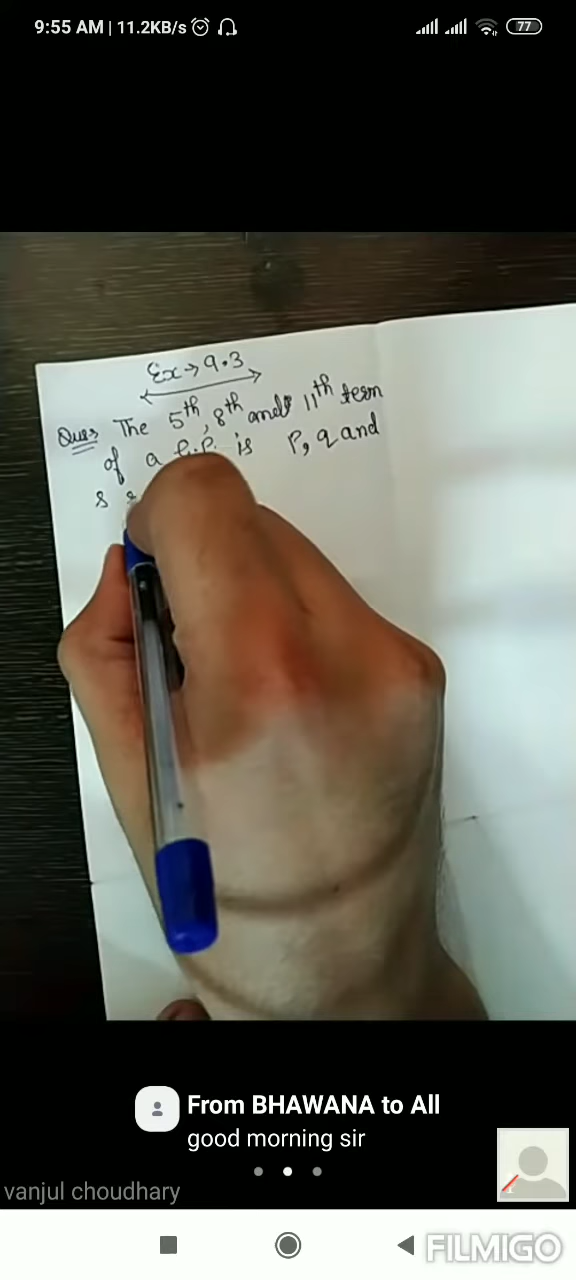 9:55 AM | 11.2KB/s
77
Ex → 9.3
Ques The 5th, 8th and 11th term
of a G.P. is P, q and
s
From BHAWANA to All
good morning sir
vanjul choudhary
FILMIGO